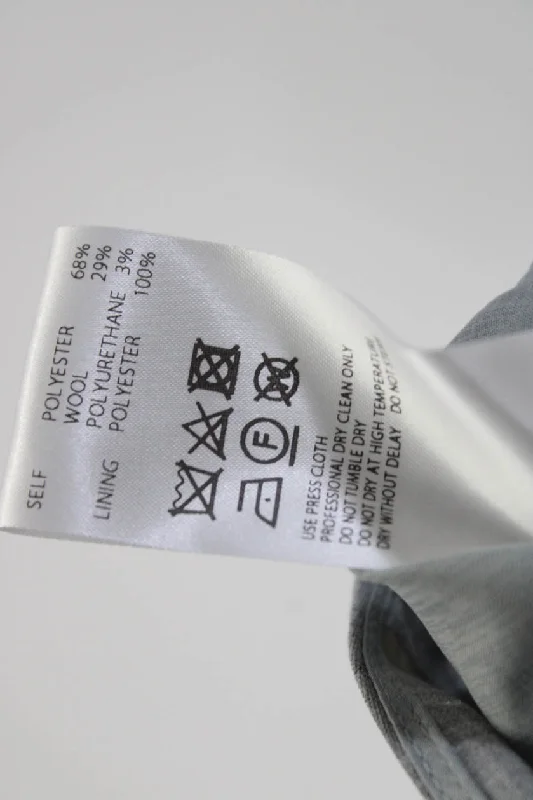 SELF POLYESTER 68%
WOOL 29%
POLYURETHANE 3%
LINING POLYESTER 100%
F
USE PRESS CLOTH
PROFESSIONAL DRY CLEAN ONLY
DO NOT TUMBLE DRY
DO NOT DRY AT HIGH TEMPERATURE
DRY WITHOUT DELAY DO NOT